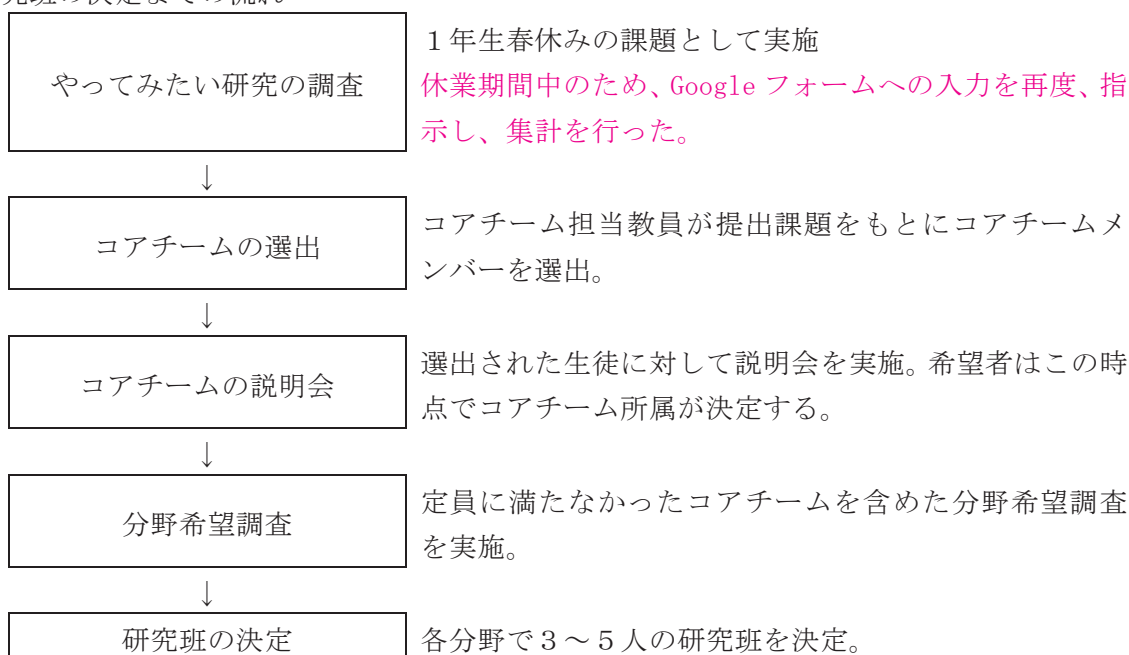 の決定までの流れ
やってみたい研究の調査
1年生春休みの課題として実施
休業期間中のため、Google フォームへの入力を再度、指
示し、集計を行った。
↓
コアチームの選出
コアチーム担当教員が提出課題をもとにコアチームメ
ンバーを選出。
↓
コアチームの説明会
選出された生徒に対して説明会を実施。希望者はこの時
点でコアチーム所属が決定する。
↓
分野希望調査
定員に満たなかったコアチームを含めた分野希望調査
を実施。
↓
研究班の決定
各分野で3~5人の研究班を決定。